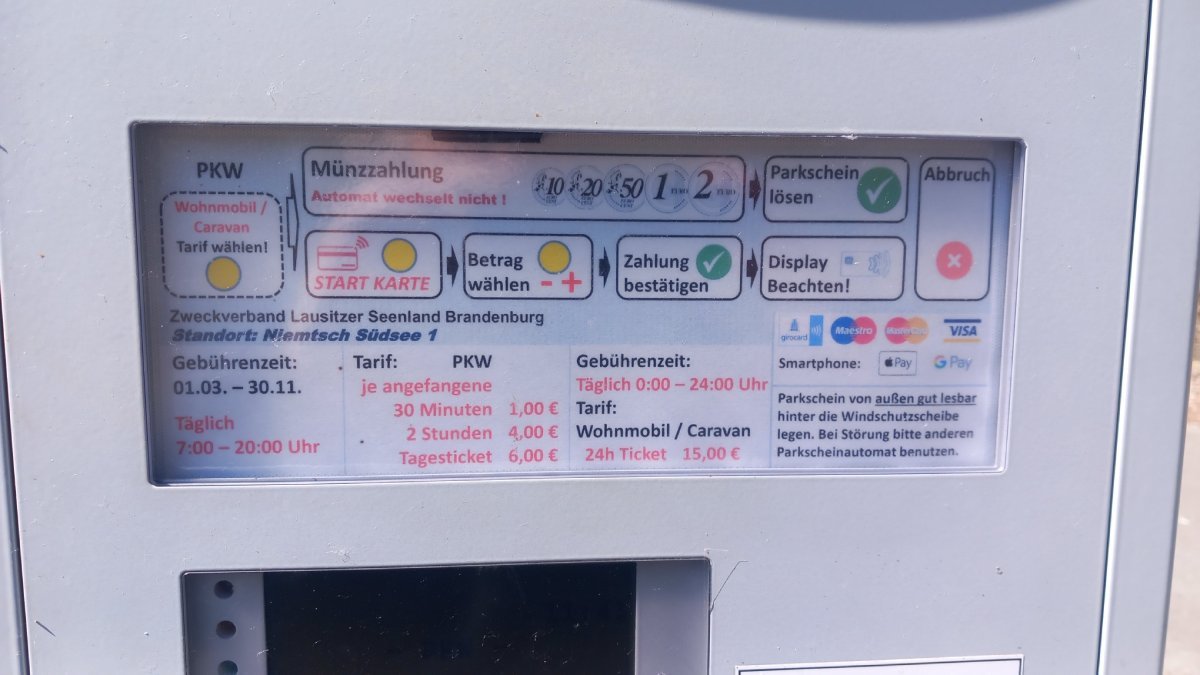 PKW
Wohnmobil /
Caravan
Tarif wählen!
Münzzahlung
Automat wechselt nicht !
10 20 50 1 EURO 2 EURO
Parkschein
lösen
Abbruch
START KARTE
Betrag
wählen - +
Zahlung
bestätigen
Display
Beachten!
Zweckverband Lausitzer Seenland Brandenburg
Standort: Niemtsch Südsee 1
Gebührenzeit:
01.03. – 30.11.
Täglich
7:00 – 20:00 Uhr
Tarif: PKW
je angefangene
30 Minuten 1,00 €
2 Stunden 4,00 €
Tagesticket 6,00 €
Gebührenzeit:
Täglich 0:00 – 24:00 Uhr
Tarif:
Wohnmobil / Caravan
24h Ticket 15,00 €
girocard Maestro MasterCard VISA
Smartphone: Pay G Pay
Parkschein von außen gut lesbar
hinter die Windschutzscheibe
legen. Bei Störung bitte anderen
Parkscheinautomat benutzen.